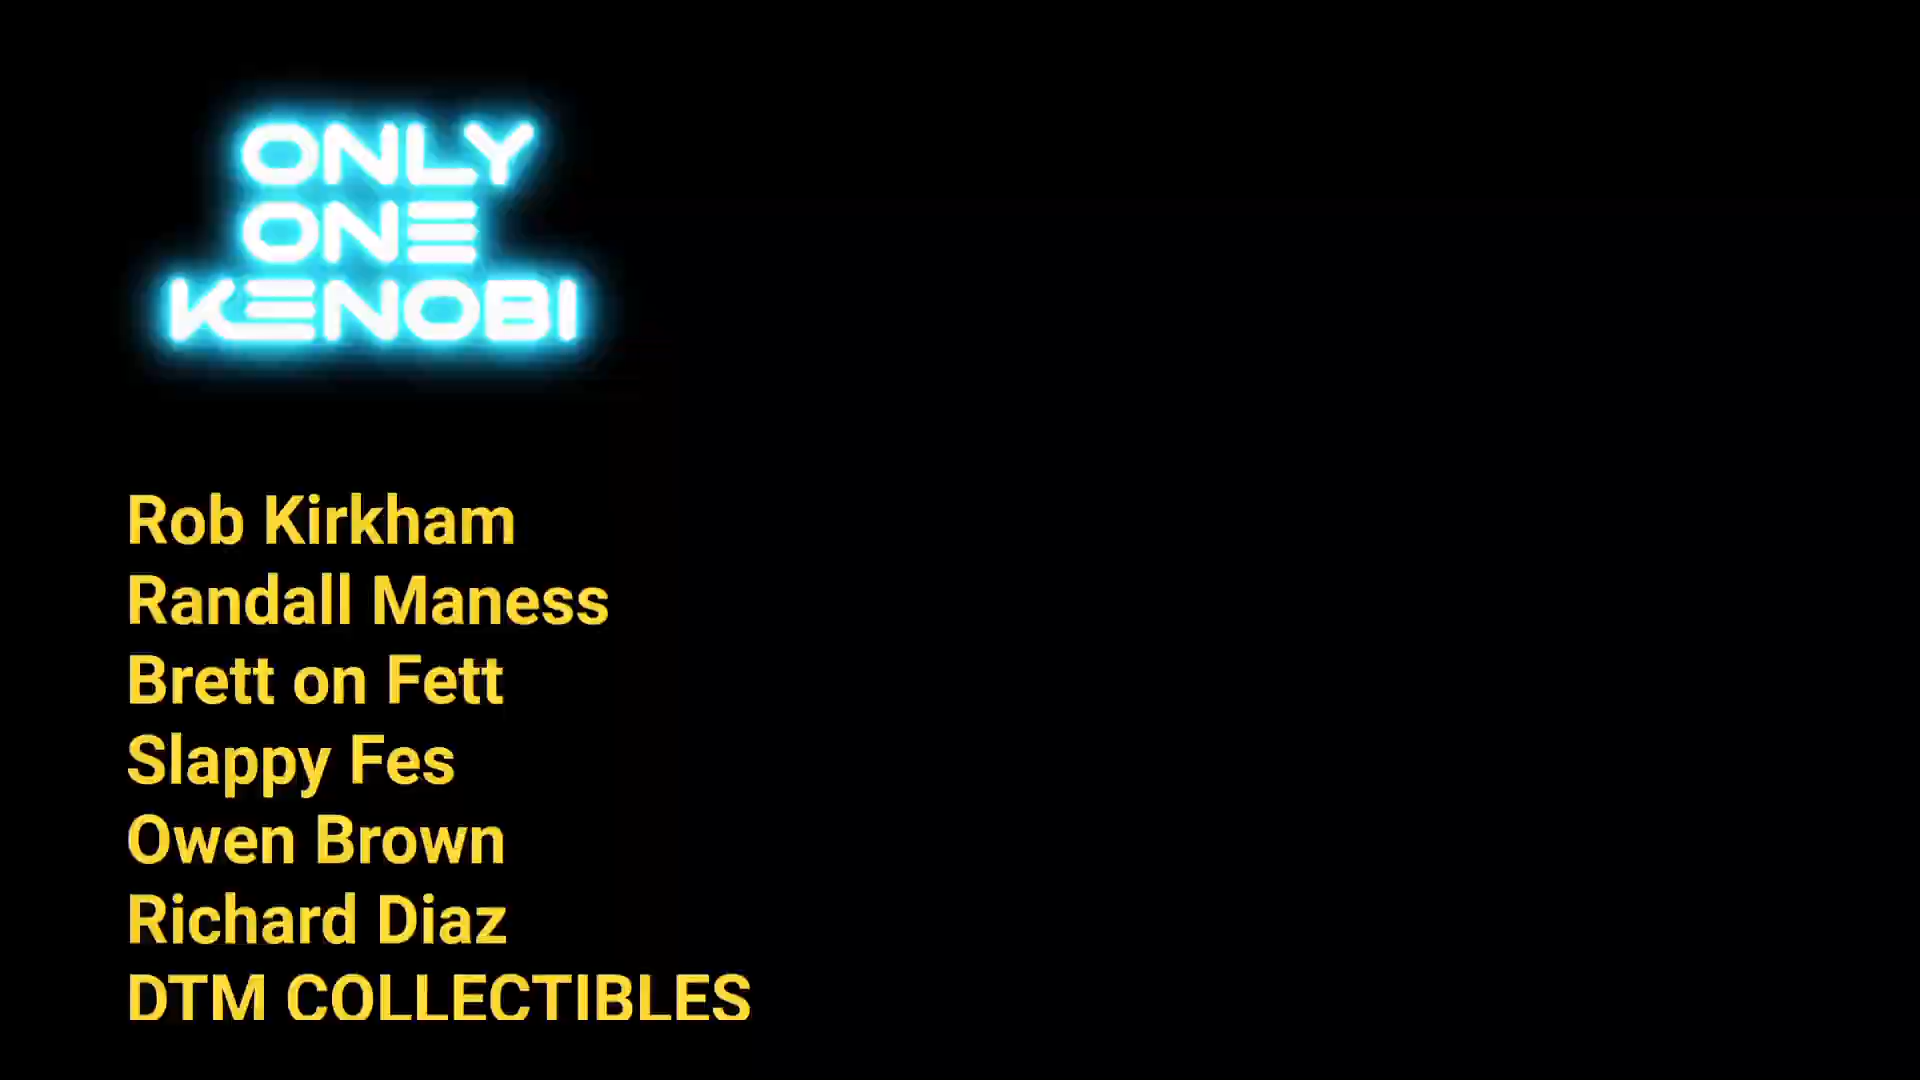 ONLY
ONE
KENOBI
Rob Kirkham
Randall Maness
Brett on Fett
Slappy Fes
Owen Brown
Richard Diaz
DTM COLLECTIBLES